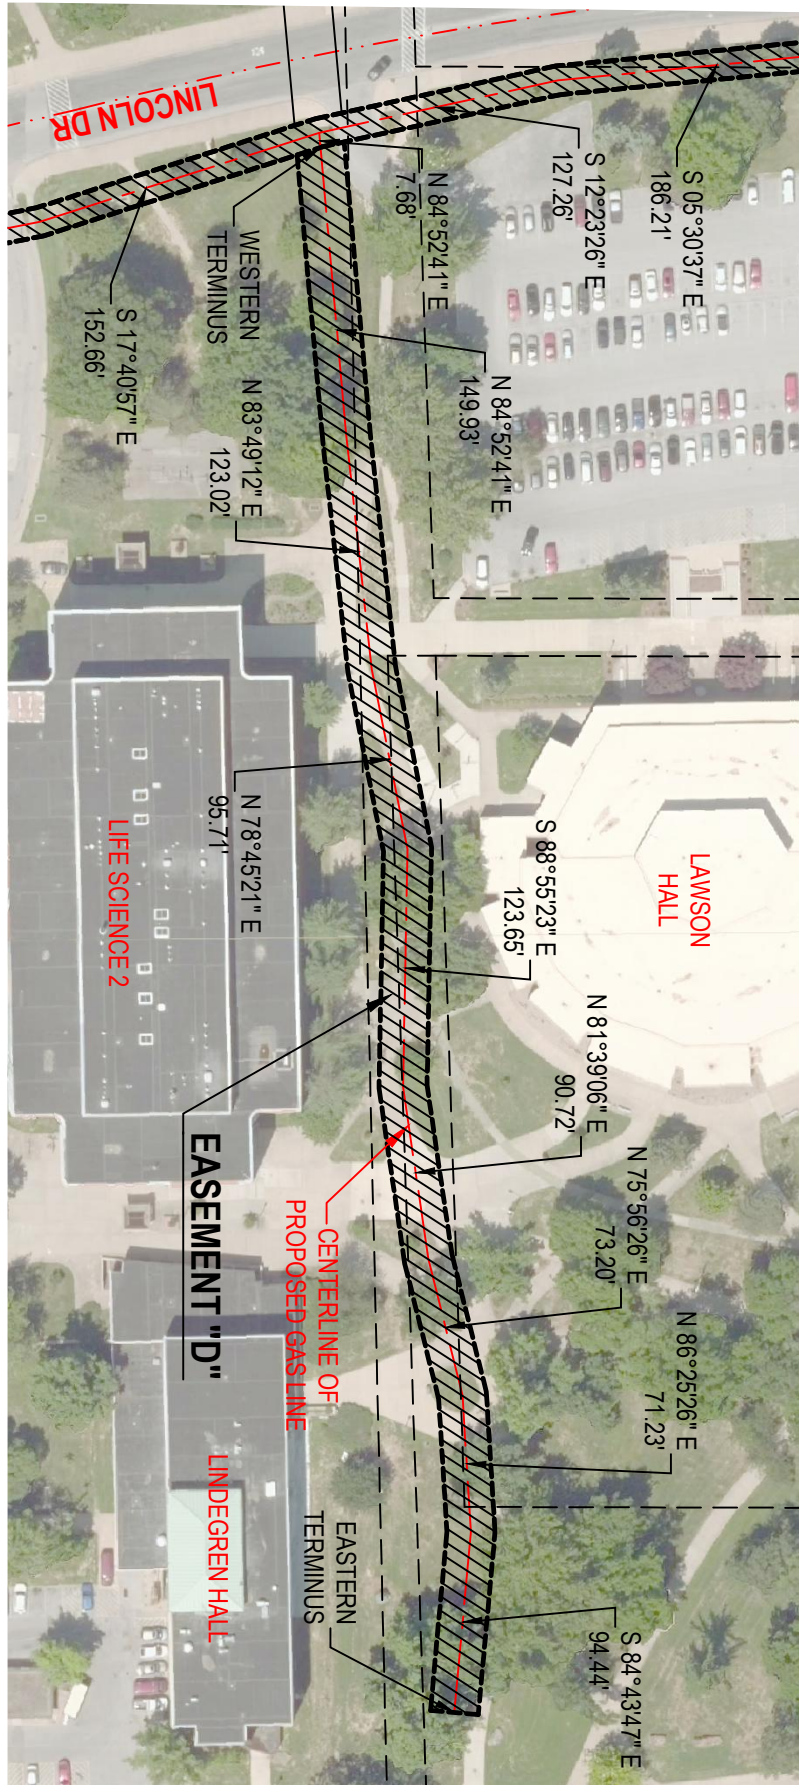 LINCOLN DR
S 05°30'37" E
186.21'
S 12°23'26" E
127.26'
N 84°52'41" E
7.68'
WESTERN
TERMINUS
S 17°40'57" E
152.66'
N 84°52'41" E
149.93'
N 83°49'12" E
123.02'
N 78°45'21" E
95.71'
LIFE SCIENCE 2
LAWSON
HALL
S 88°55'23" E
123.65'
N 81°39'06" E
90.72'
EASEMENT "D"
CENTERLINE OF
PROPOSED GAS LINE
N 75°56'26" E
73.20'
N 86°25'26" E
71.23'
LINDEGREN HALL
EASTERN
TERMINUS
S 84°43'47" E
94.44'